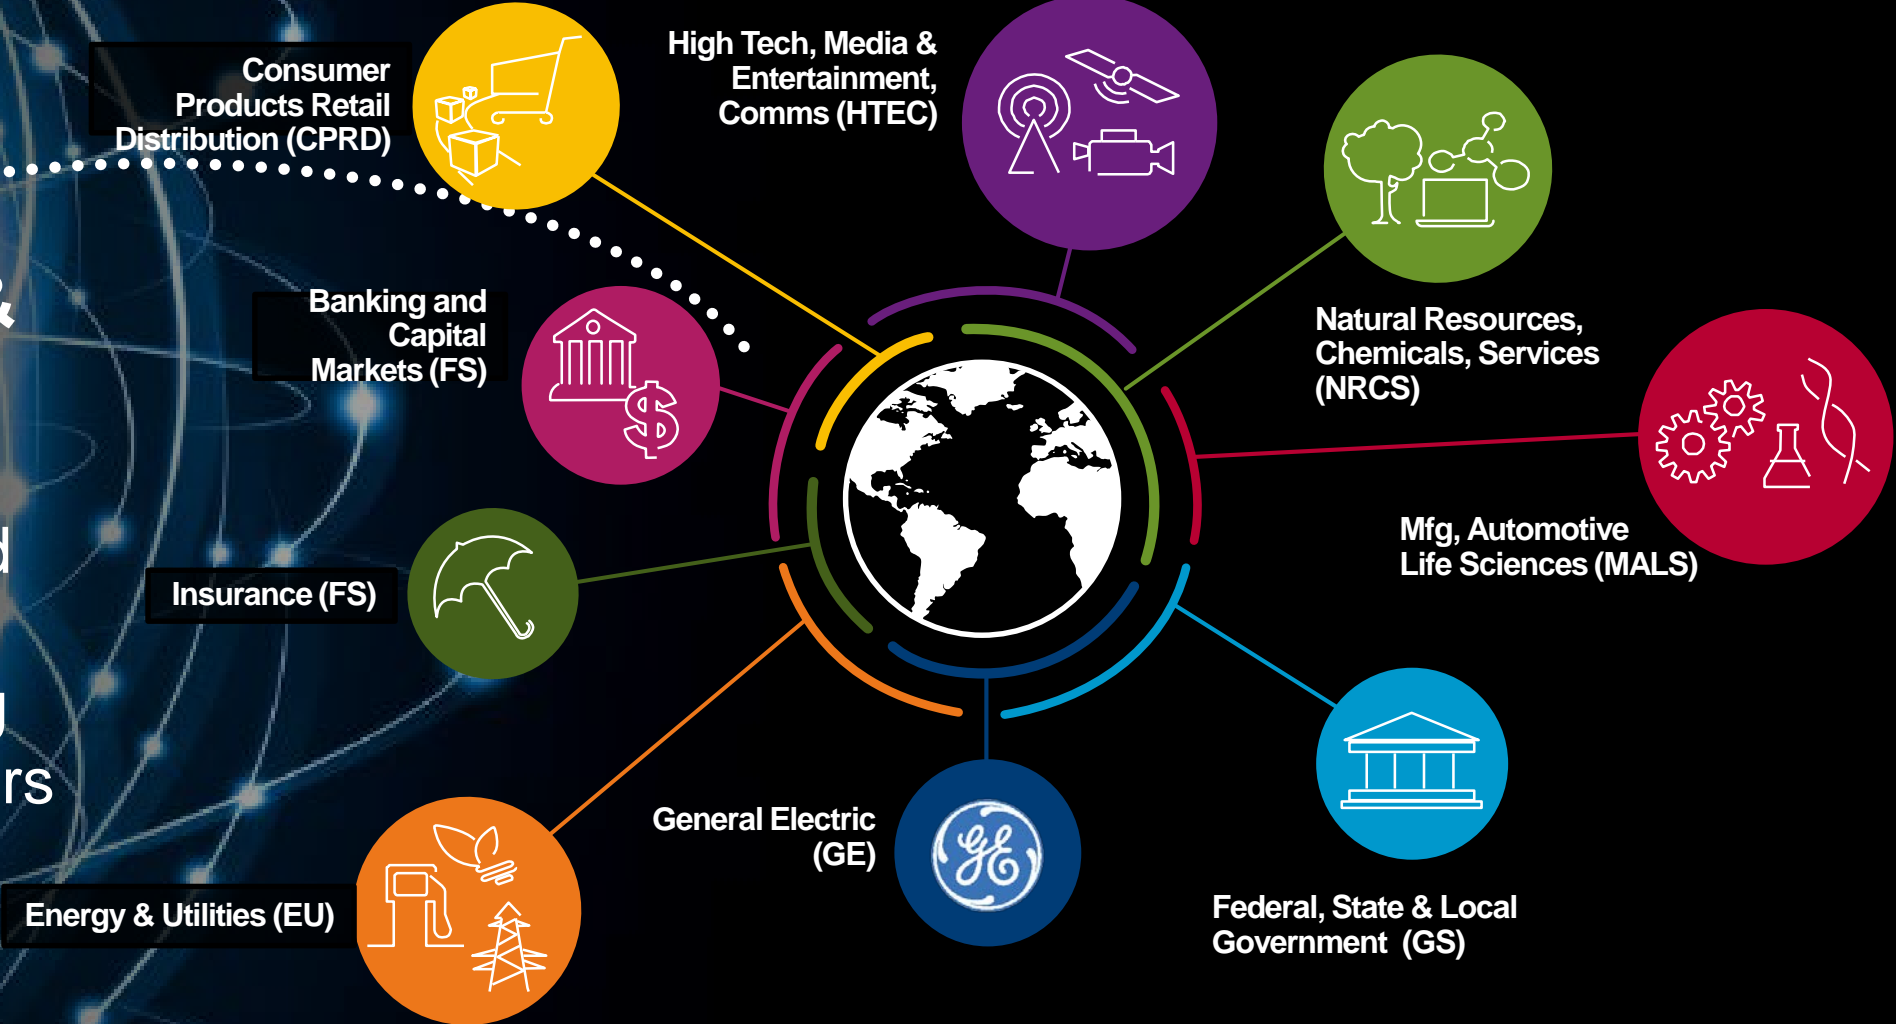 Consumer
Products Retail
Distribution (CPRD)
High Tech, Media &
Entertainment,
Comms (HTEC)
&
Banking and
Capital
Markets (FS)
Natural Resources,
Chemicals, Services
(NRCS)
Mfg, Automotive
Life Sciences (MALS)
d
Insurance (FS)
g
rs
General Electric
(GE)
GE
Energy & Utilities (EU)
Federal, State & Local
Government (GS)
$